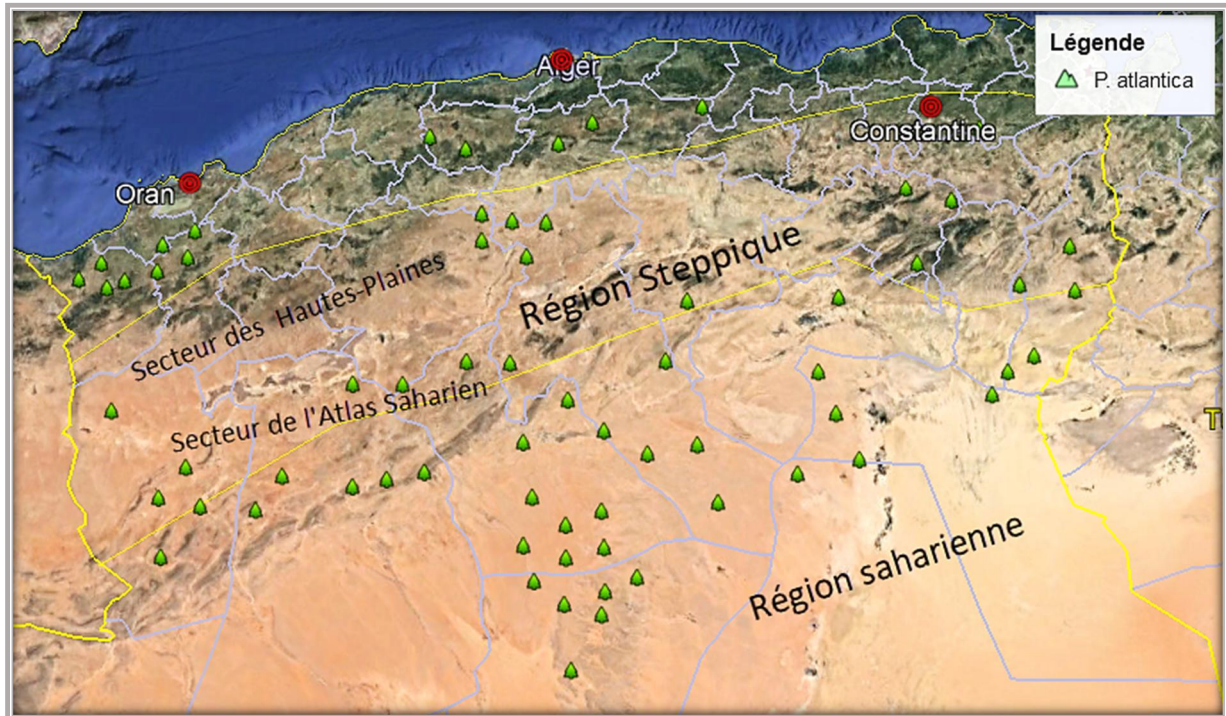 Légende
P. atlantica
Alger
Constantine
Oran
Secteur des Hautes-Plaines
Région Steppique
Secteur de l'Atlas Saharien
Région saharienne